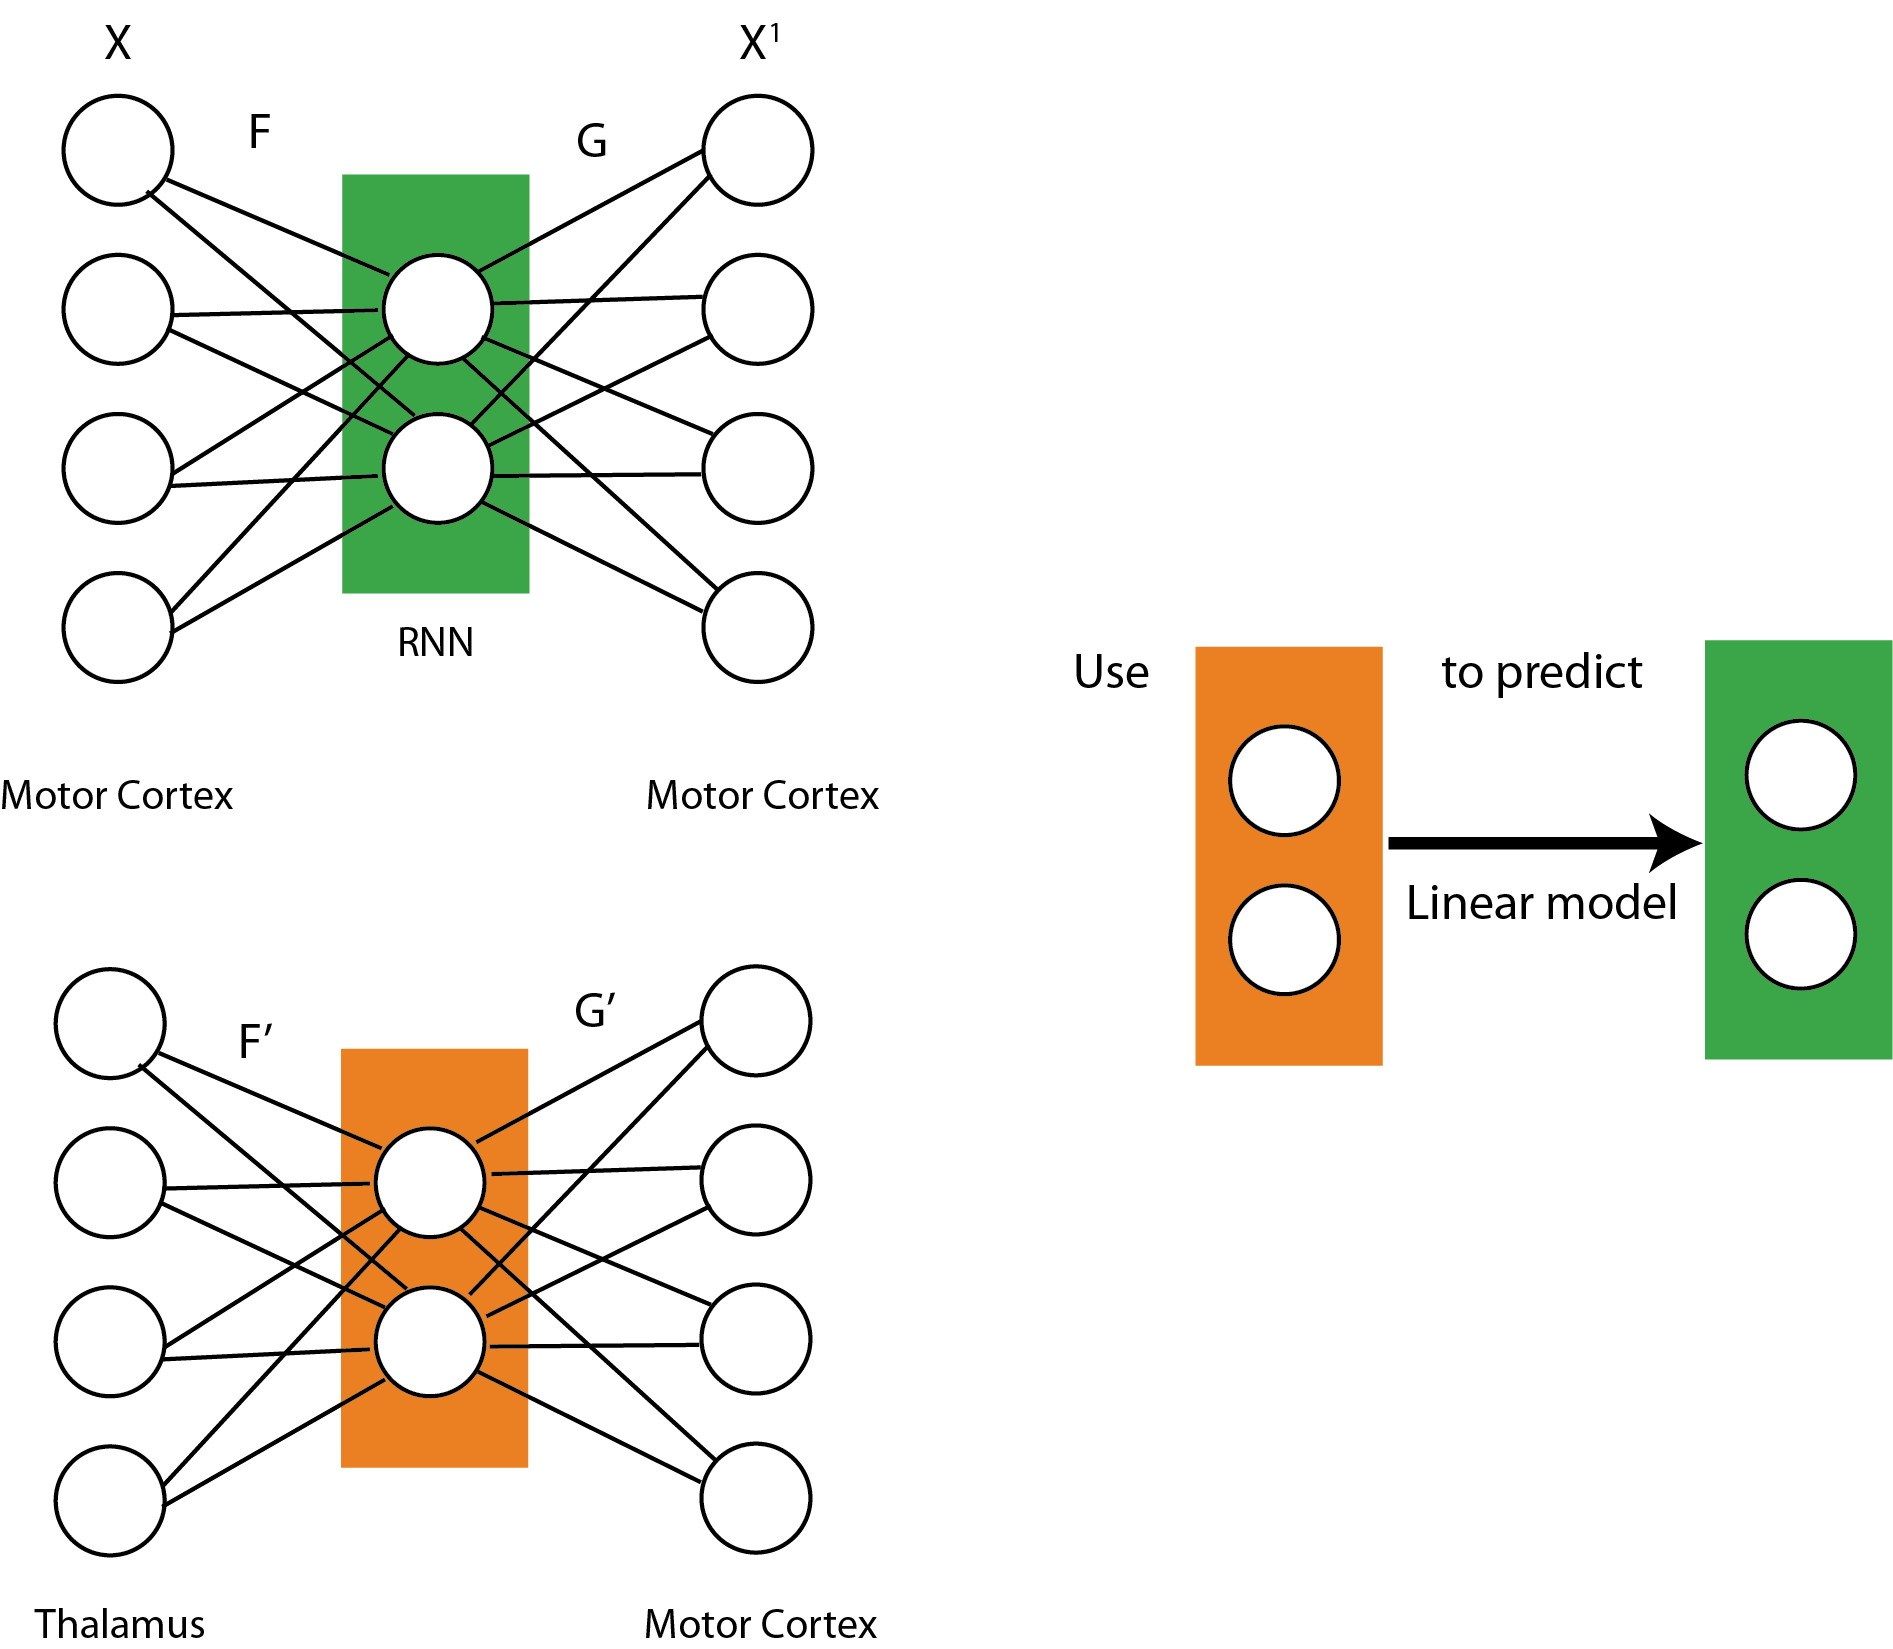 X
X¹
F
G
RNN
Motor Cortex
Motor Cortex
Use
to predict
Linear model
F′
G′
Thalamus
Motor Cortex